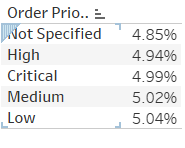 Order Prio..
Not Specified 4.85%
High 4.94%
Critical 4.99%
Medium 5.02%
Low 5.04%